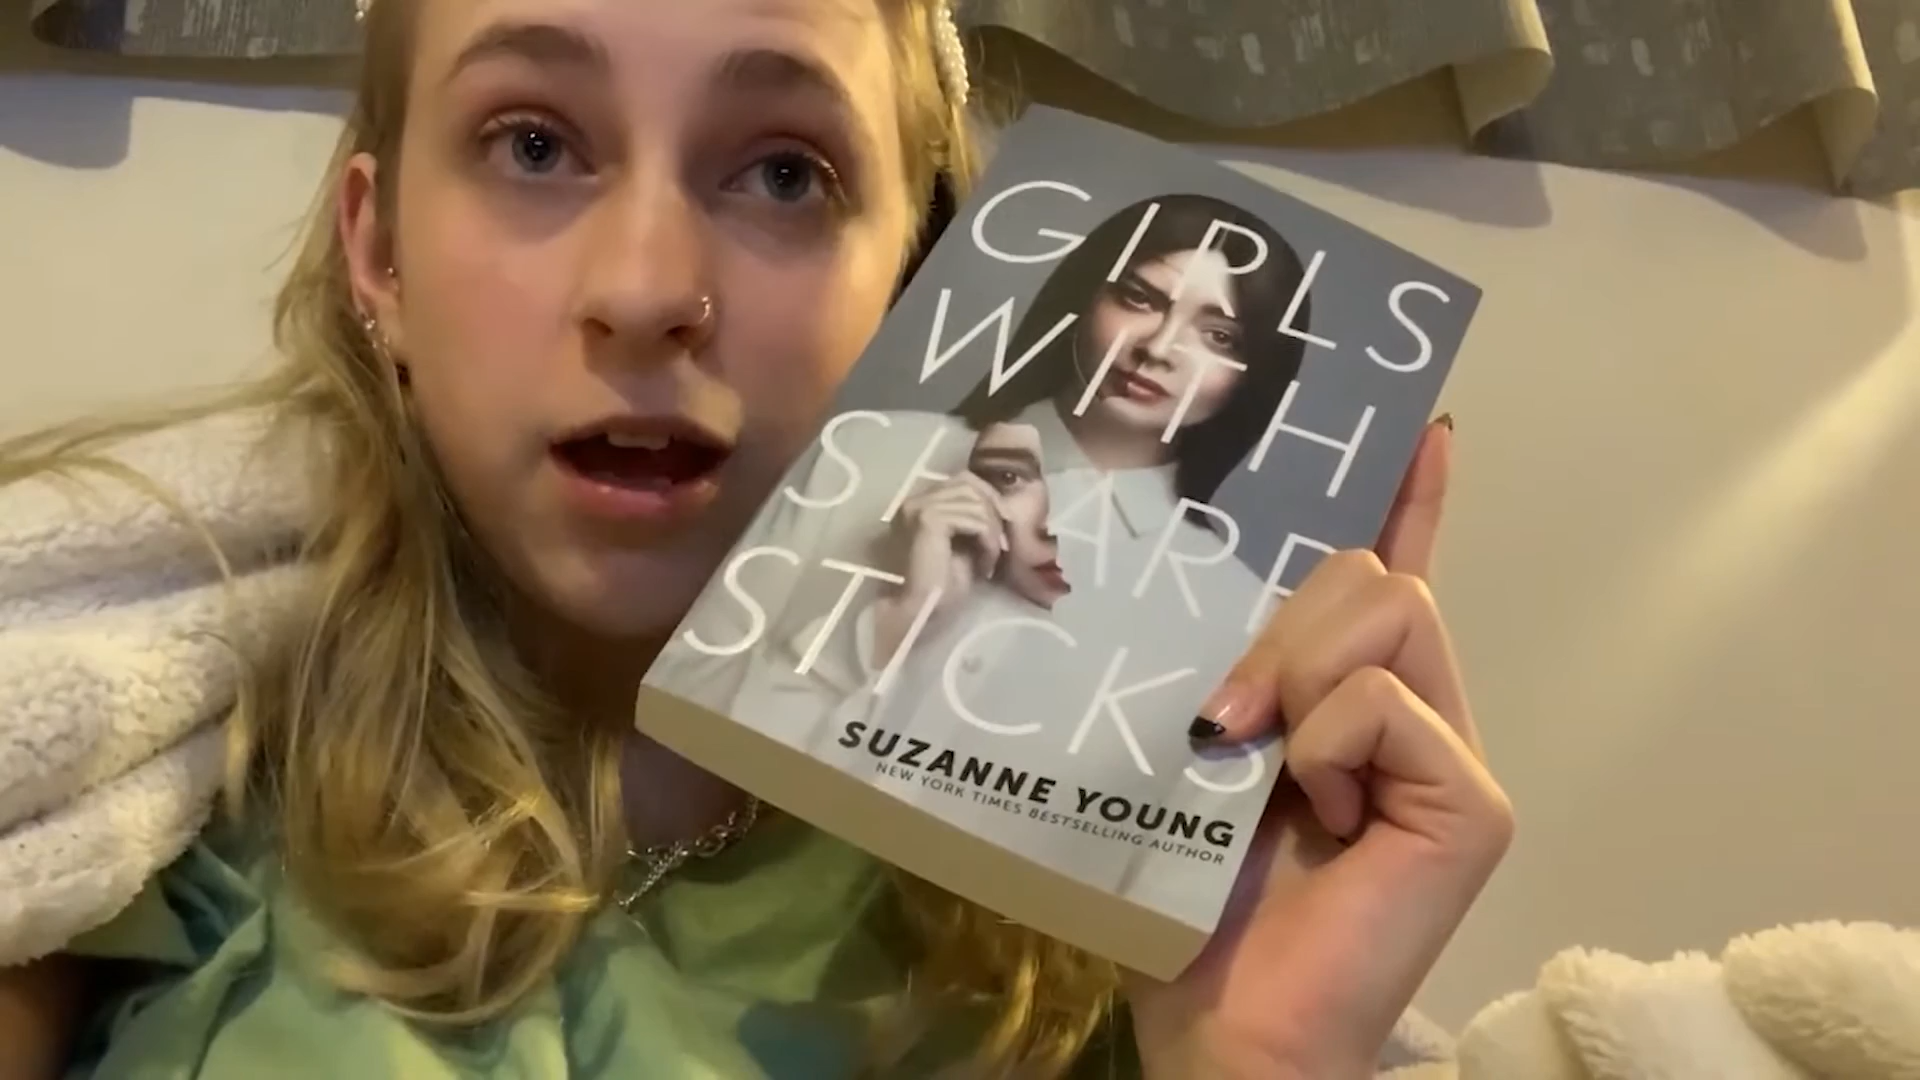 GIRLS
WITH
SHARP
STICKS
SUZANNE YOUNG
NEW YORK TIMES BESTSELLING AUTHOR